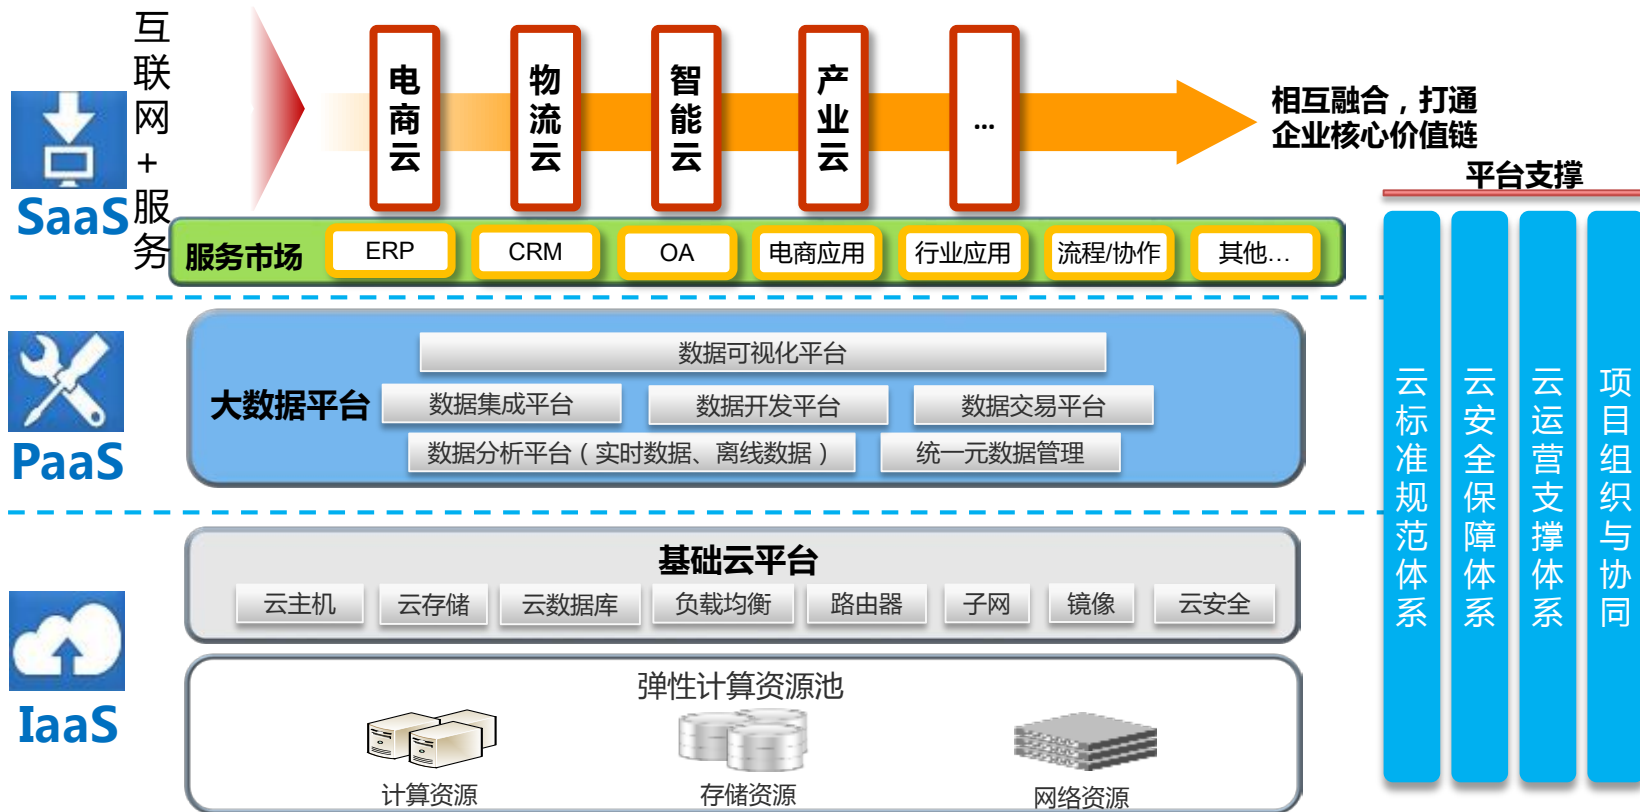 互联网+服务
电商云
物流云
智能云
产业云
...
相互融合，打通
企业核心价值链
平台支撑
SaaS
服务市场
ERP
CRM
OA
电商应用
行业应用
流程/协作
其他...
数据可视化平台
大数据平台
数据集成平台
数据开发平台
数据交易平台
数据分析平台（实时数据、离线数据）
统一元数据管理
PaaS
基础云平台
云主机
云存储
云数据库
负载均衡
路由器
子网
镜像
云安全
弹性计算资源池
IaaS
计算资源
存储资源
网络资源
云标准规范体系
云安全保障体系
云运营支撑体系
项目组织与协同